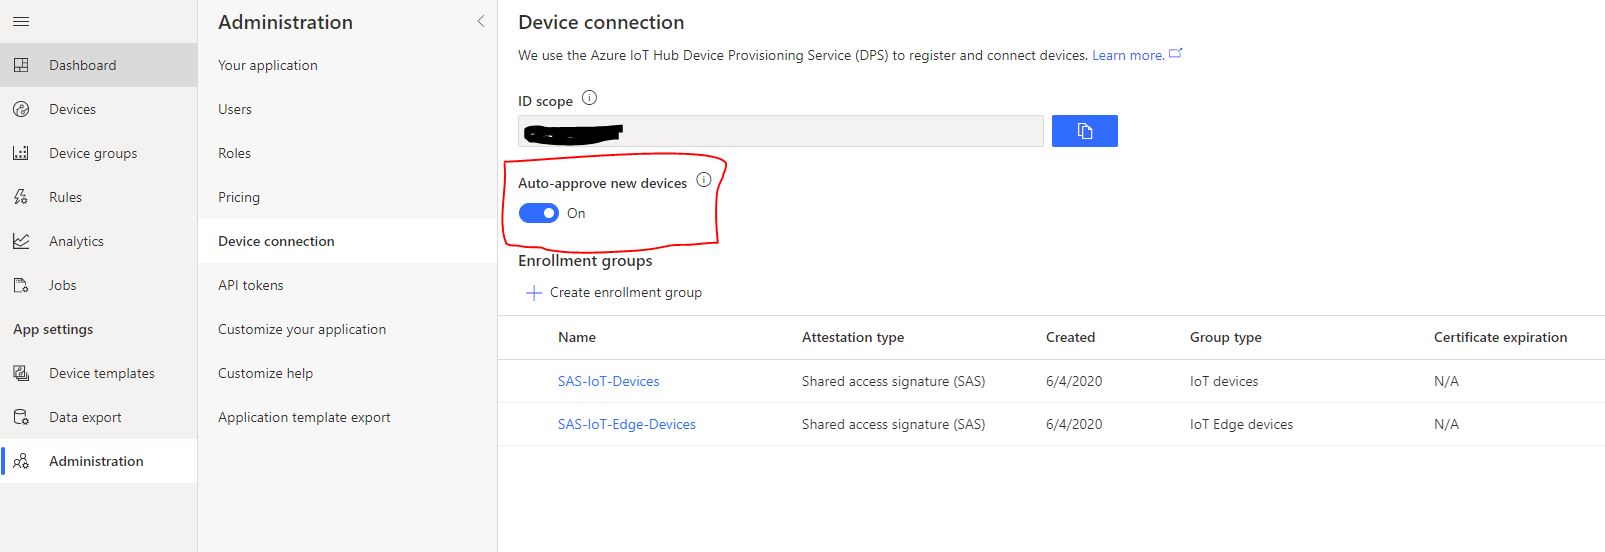 Dashboard
Devices
Device groups
Rules
Analytics
Jobs
App settings
Device templates
Data export
Administration
Administration
Your application
Users
Roles
Pricing
Device connection
API tokens
Customize your application
Customize help
Application template export
Device connection
We use the Azure IoT Hub Device Provisioning Service (DPS) to register and connect devices. Learn more.
ID scope
Auto-approve new devices
On
Enrollment groups
Create enrollment group
Name Attestation type Created Group type Certificate expiration
SAS-IoT-Devices Shared access signature (SAS) 6/4/2020 IoT devices N/A
SAS-IoT-Edge-Devices Shared access signature (SAS) 6/4/2020 IoT Edge devices N/A